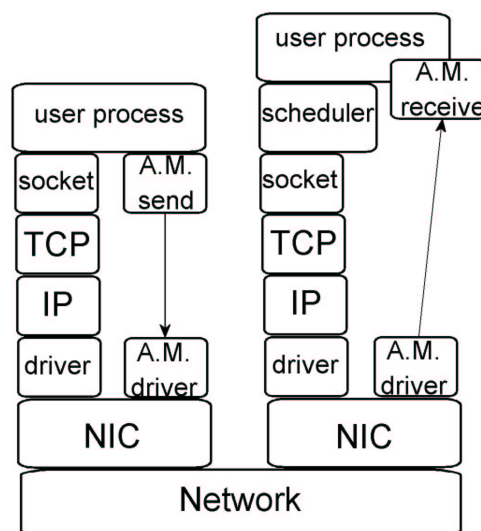 user process
socket
A.M.
send
TCP
IP
driver
A.M.
driver
NIC
user process
A.M.
receive
scheduler
socket
TCP
IP
driver
A.M.
driver
NIC
Network